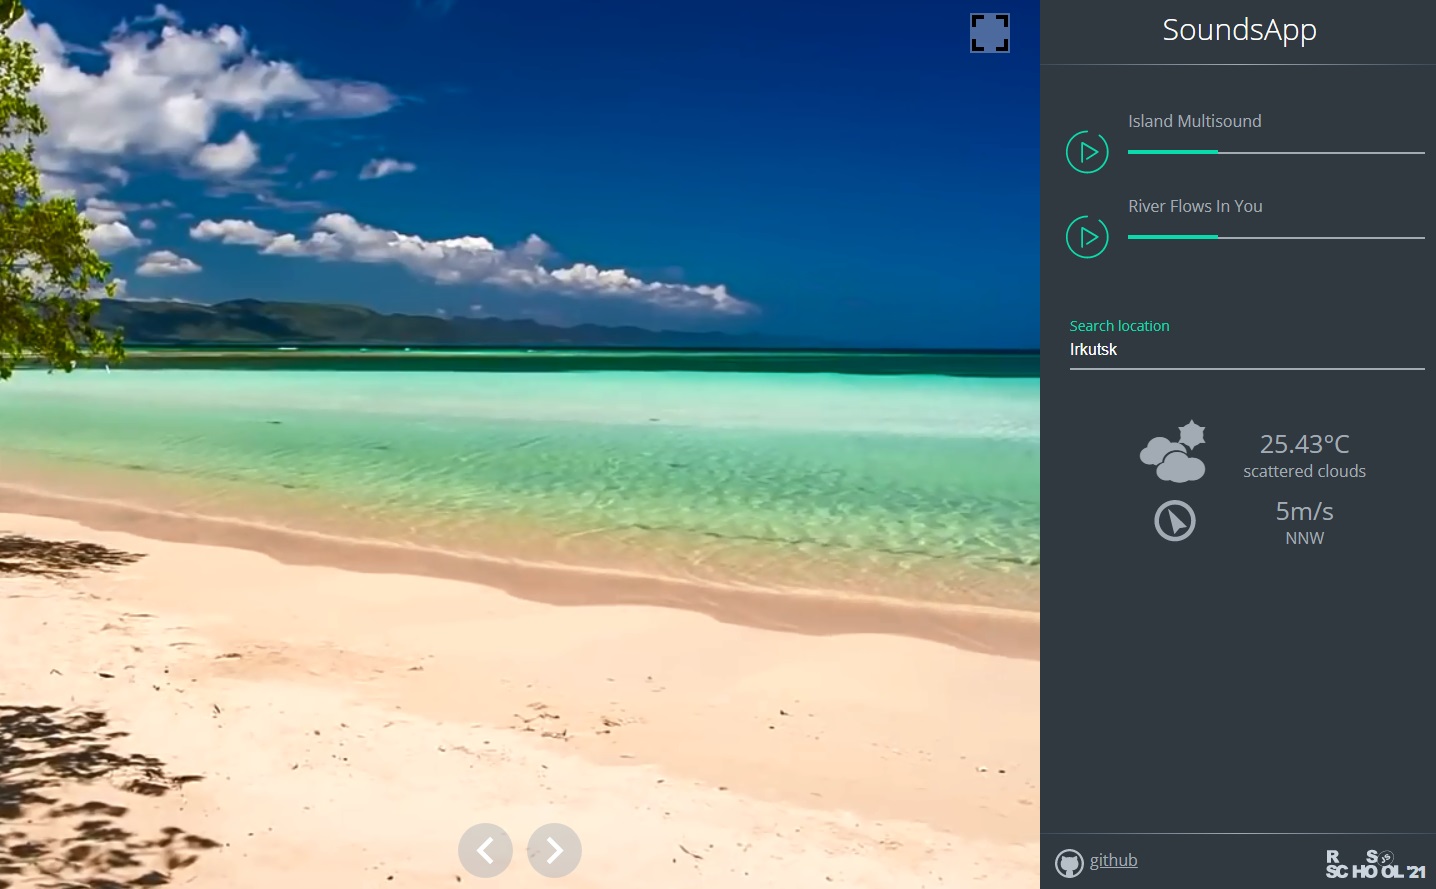 SoundsApp
Island Multisound
River Flows In You
Search location
Irkutsk
25.43°C
scattered clouds
5m/s
NNW
github
R S
SCHOOL'21